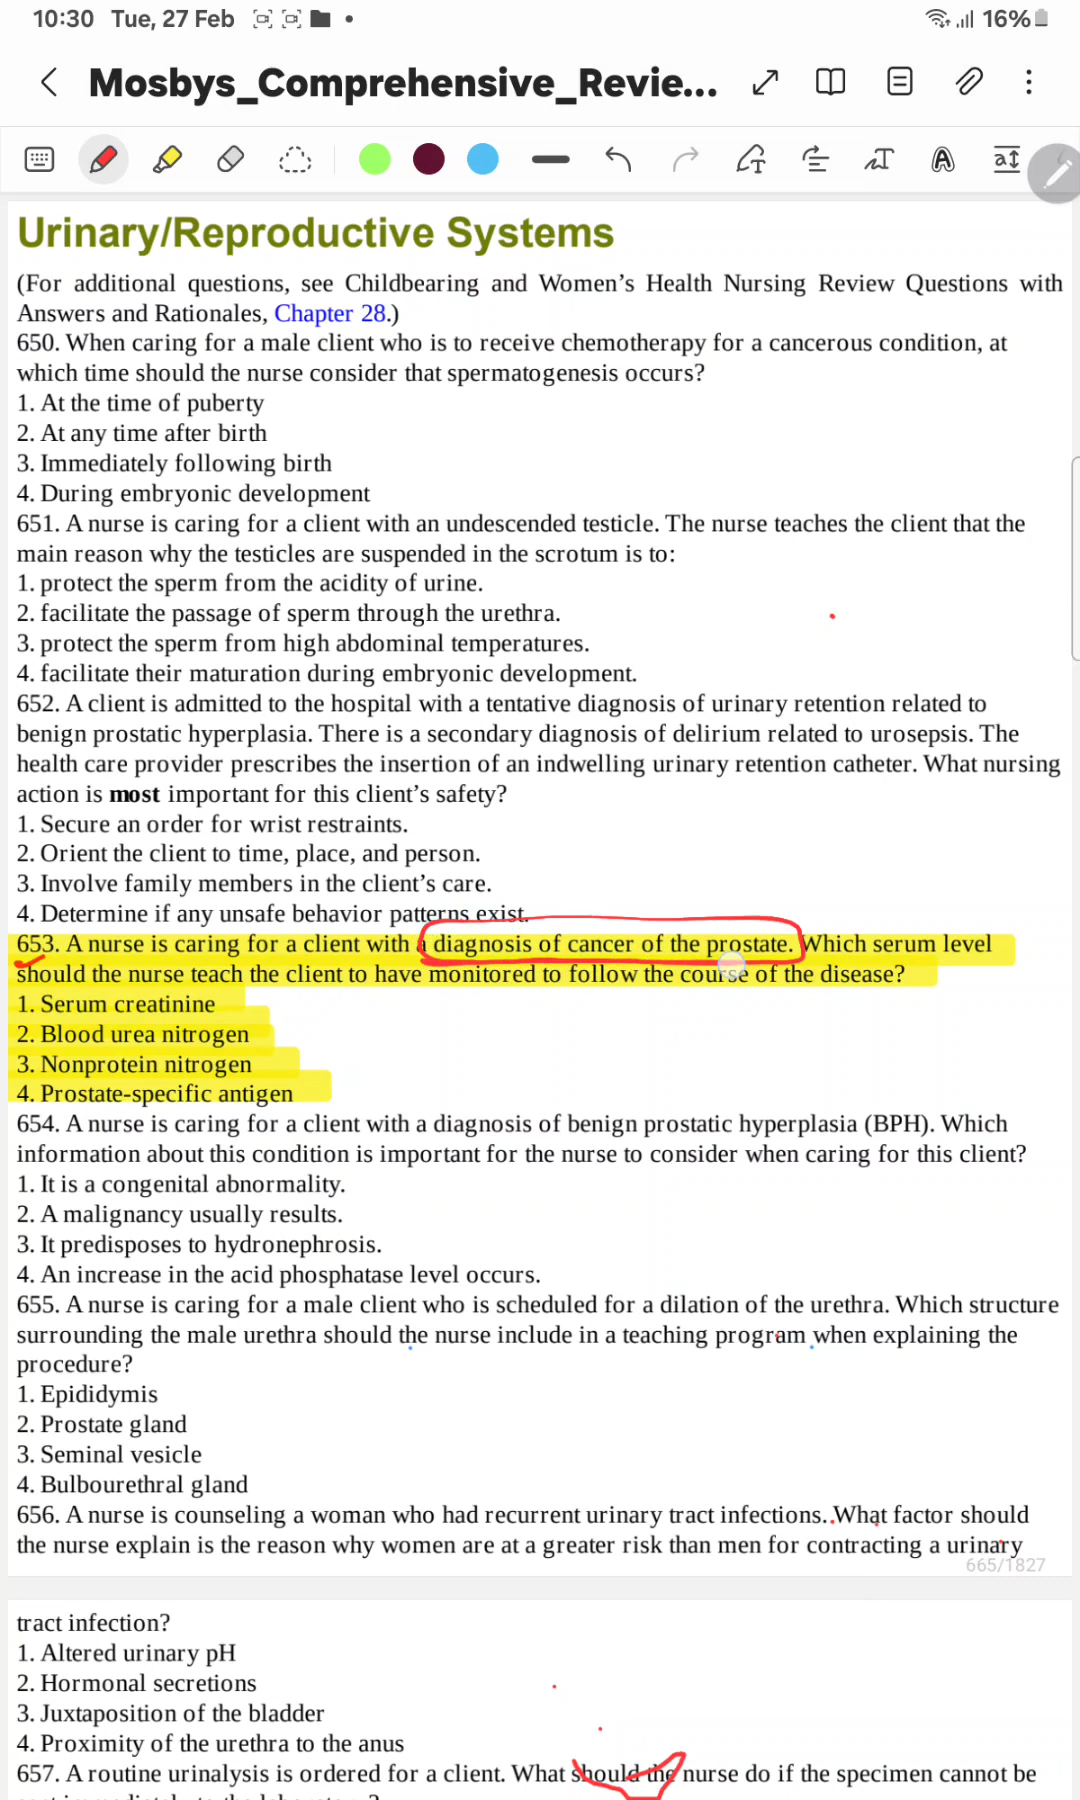 10:30 Tue, 27 Feb
16%
Mosbys_Comprehensive_Revie...
Urinary/Reproductive Systems
(For additional questions, see Childbearing and Women’s Health Nursing Review Questions with
Answers and Rationales, Chapter 28.)
650. When caring for a male client who is to receive chemotherapy for a cancerous condition, at
which time should the nurse consider that spermatogenesis occurs?
1. At the time of puberty
2. At any time after birth
3. Immediately following birth
4. During embryonic development
651. A nurse is caring for a client with an undescended testicle. The nurse teaches the client that the
main reason why the testicles are suspended in the scrotum is to:
1. protect the sperm from the acidity of urine.
2. facilitate the passage of sperm through the urethra.
3. protect the sperm from high abdominal temperatures.
4. facilitate their maturation during embryonic development.
652. A client is admitted to the hospital with a tentative diagnosis of urinary retention related to
benign prostatic hyperplasia. There is a secondary diagnosis of delirium related to urosepsis. The
health care provider prescribes the insertion of an indwelling urinary retention catheter. What nursing
action is most important for this client’s safety?
1. Secure an order for wrist restraints.
2. Orient the client to time, place, and person.
3. Involve family members in the client’s care.
4. Determine if any unsafe behavior patterns exist.
653. A nurse is caring for a client with a diagnosis of cancer of the prostate. Which serum level
should the nurse teach the client to have monitored to follow the course of the disease?
1. Serum creatinine
2. Blood urea nitrogen
3. Nonprotein nitrogen
4. Prostate-specific antigen
654. A nurse is caring for a client with a diagnosis of benign prostatic hyperplasia (BPH). Which
information about this condition is important for the nurse to consider when caring for this client?
1. It is a congenital abnormality.
2. A malignancy usually results.
3. It predisposes to hydronephrosis.
4. An increase in the acid phosphatase level occurs.
655. A nurse is caring for a male client who is scheduled for a dilation of the urethra. Which structure
surrounding the male urethra should the nurse include in a teaching program when explaining the
procedure?
1. Epididymis
2. Prostate gland
3. Seminal vesicle
4. Bulbourethral gland
656. A nurse is counseling a woman who had recurrent urinary tract infections. What factor should
the nurse explain is the reason why women are at a greater risk than men for contracting a urinary
665/1827
tract infection?
1. Altered urinary pH
2. Hormonal secretions
3. Juxtaposition of the bladder
4. Proximity of the urethra to the anus
657. A routine urinalysis is ordered for a client. What should the nurse do if the specimen cannot be